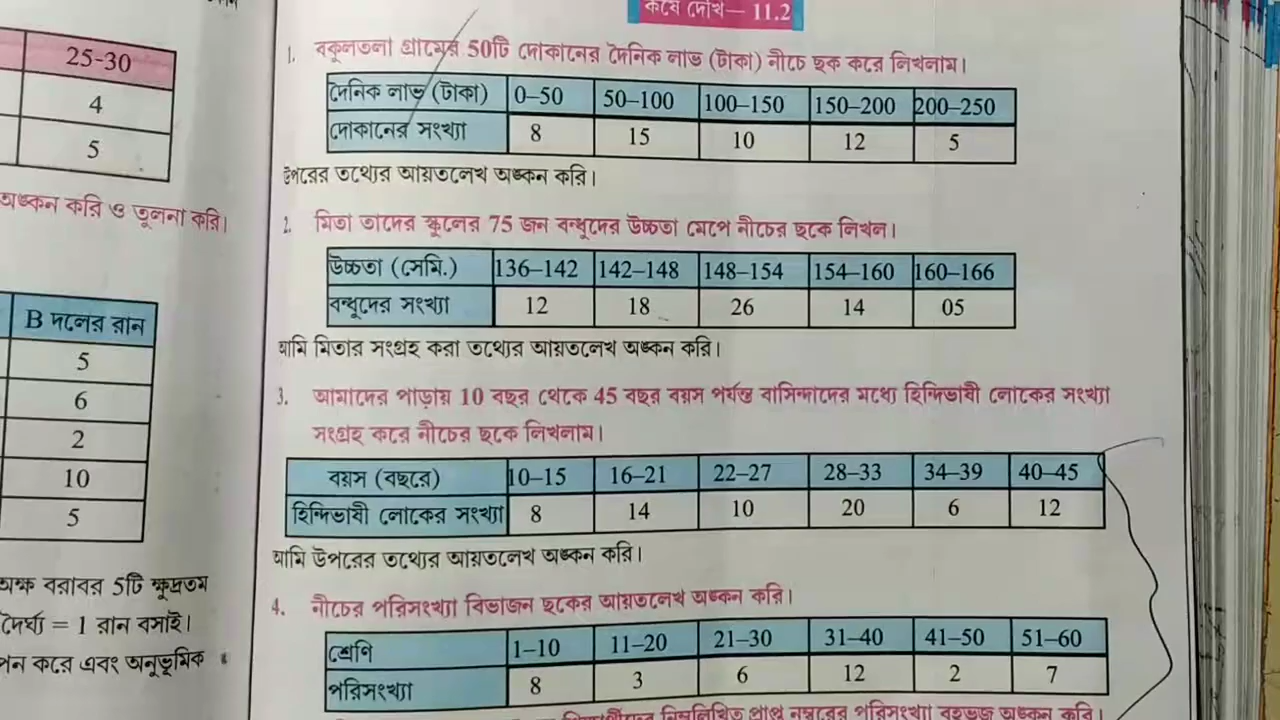 25-30
4
5
অঙ্কন করি ও তুলনা করি।
B দলের রান
5
6
2
10
5
অক্ষ বরাবর 5টি ক্ষুদ্রতম
দৈর্ঘ্য = 1 রান বসাই।
করে এবং অনুভূমিক
কষে দেখি— 11.2
1. বকুলতলা গ্রামের 50টি দোকানের দৈনিক লাভ (টাকা) নীচে ছক করে লিখলাম।
দৈনিক লাভ (টাকা) 0–50 50–100 100–150 150–200 200–250
দোকানের সংখ্যা 8 15 10 12 5
উপরের তথ্যের আয়তলেখ অঙ্কন করি।
2. মিতা তাদের স্কুলের 75 জন বন্ধুদের উচ্চতা মেপে নীচের ছকে লিখল।
উচ্চতা (সেমি.) 136–142 142–148 148–154 154–160 160–166
বন্ধুদের সংখ্যা 12 18 26 14 05
আমি মিতার সংগ্রহ করা তথ্যের আয়তলেখ অঙ্কন করি।
3. আমাদের পাড়ায় 10 বছর থেকে 45 বছর বয়স পর্যন্ত বাসিন্দাদের মধ্যে হিন্দিভাষী লোকের সংখ্যা
সংগ্রহ করে নীচের ছকে লিখলাম।
বয়স (বছরে) 10–15 16–21 22–27 28–33 34–39 40–45
হিন্দিভাষী লোকের সংখ্যা 8 14 10 20 6 12
আমি উপরের তথ্যের আয়তলেখ অঙ্কন করি।
4. নীচের পরিসংখ্যা বিভাজন ছকের আয়তলেখ অঙ্কন করি।
শ্রেণি 1–10 11–20 21–30 31–40 41–50 51–60
পরিসংখ্যা 8 3 6 12 2 7
নিম্নলিখিত প্রাপ্ত নম্বরের পরিসংখ্যা বহুভুজ অঙ্কন করি।